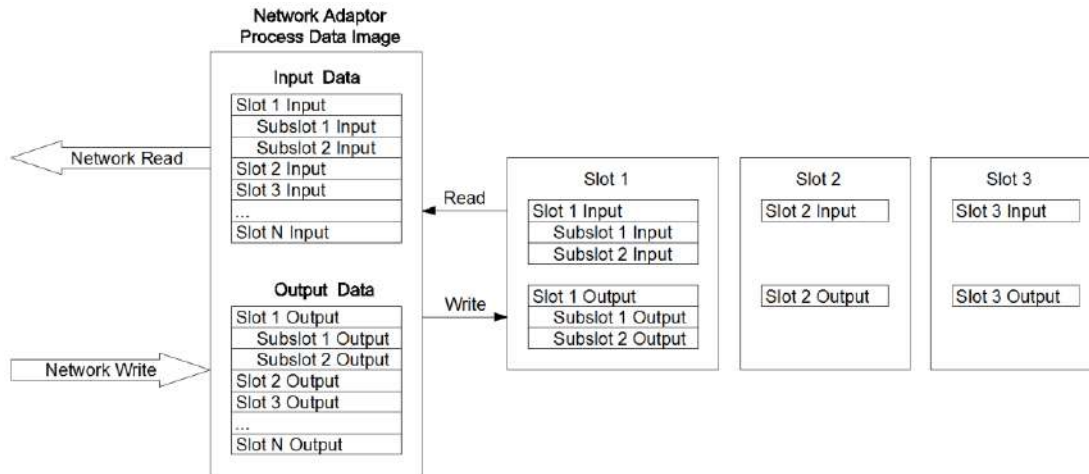 Network Adaptor
Process Data Image
Input Data
Slot 1 Input
Subslot 1 Input
Subslot 2 Input
Slot 2 Input
Slot 3 Input
...
Slot N Input
Output Data
Slot 1 Output
Subslot 1 Output
Subslot 2 Output
Slot 2 Output
Slot 3 Output
...
Slot N Output
Network Read
Network Write
Read
Write
Slot 1
Slot 1 Input
Subslot 1 Input
Subslot 2 Input
Slot 1 Output
Subslot 1 Output
Subslot 2 Output
Slot 2
Slot 2 Input
Slot 2 Output
Slot 3
Slot 3 Input
Slot 3 Output